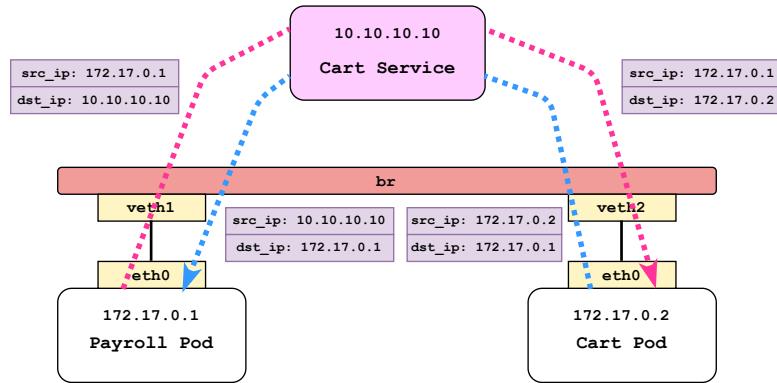 10.10.10.10
Cart Service
src_ip: 172.17.0.1
dst_ip: 10.10.10.10
src_ip: 172.17.0.1
dst_ip: 172.17.0.2
br
veth1
veth2
src_ip: 10.10.10.10
dst_ip: 172.17.0.1
src_ip: 172.17.0.2
dst_ip: 172.17.0.1
eth0
eth0
172.17.0.1
Payroll Pod
172.17.0.2
Cart Pod